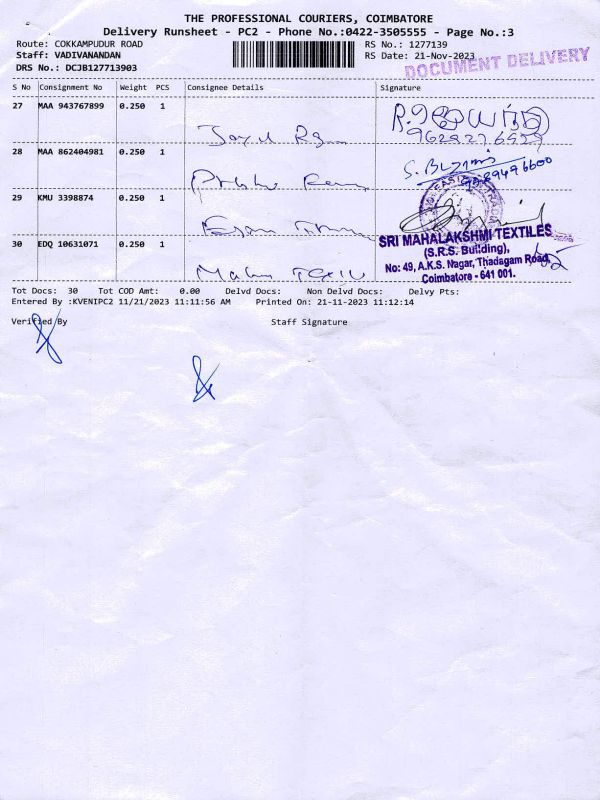 THE PROFESSIONAL COURIERS, COIMBATORE
Delivery Runsheet - PC2 - Phone No.:0422-3505555 - Page No.:3
Route: COKKAMPUDUR ROAD RS No.: 1277139
Staff: VADIVANANDAN RS Date: 21-Nov-2023
DRS No.: DCJB127713903
DOCUMENT DELIVERY
S No Consignment No Weight PCS Consignee Details Signature
27 MAA 943767899 0.250 1
28 MAA 862404981 0.250 1
29 KMU 3398874 0.250 1
30 EDQ 10631071 0.250 1
SRI MAHALAKSHMI TEXTILES
(S.R.S. Building),
No: 49, A.K.S. Nagar, Thadagam Road,
Coimbatore - 641 001.
Tot Docs: 30 Tot COD Amt: 0.00 Delvd Docs: Non Delvd Docs: Delvy Pts:
Entered By :KVENIPC2 11/21/2023 11:11:56 AM Printed On: 21-11-2023 11:12:14
Verified By Staff Signature